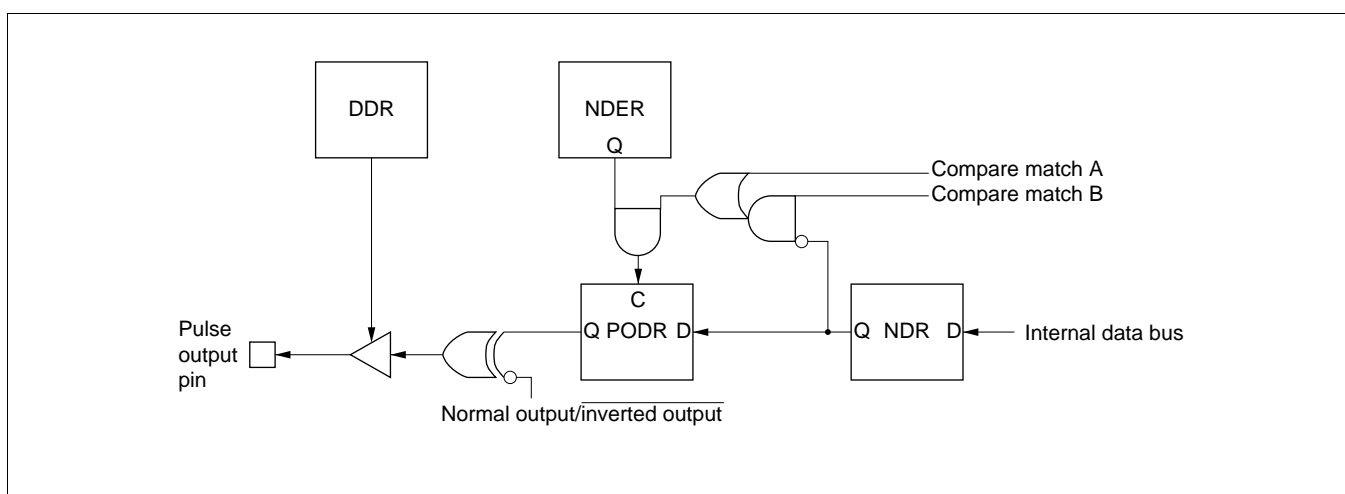 DDR
NDER
Q
Compare match A
Compare match B
C
Q PODR D
Q NDR D
Internal data bus
Pulse
output
pin
Normal output/inverted output